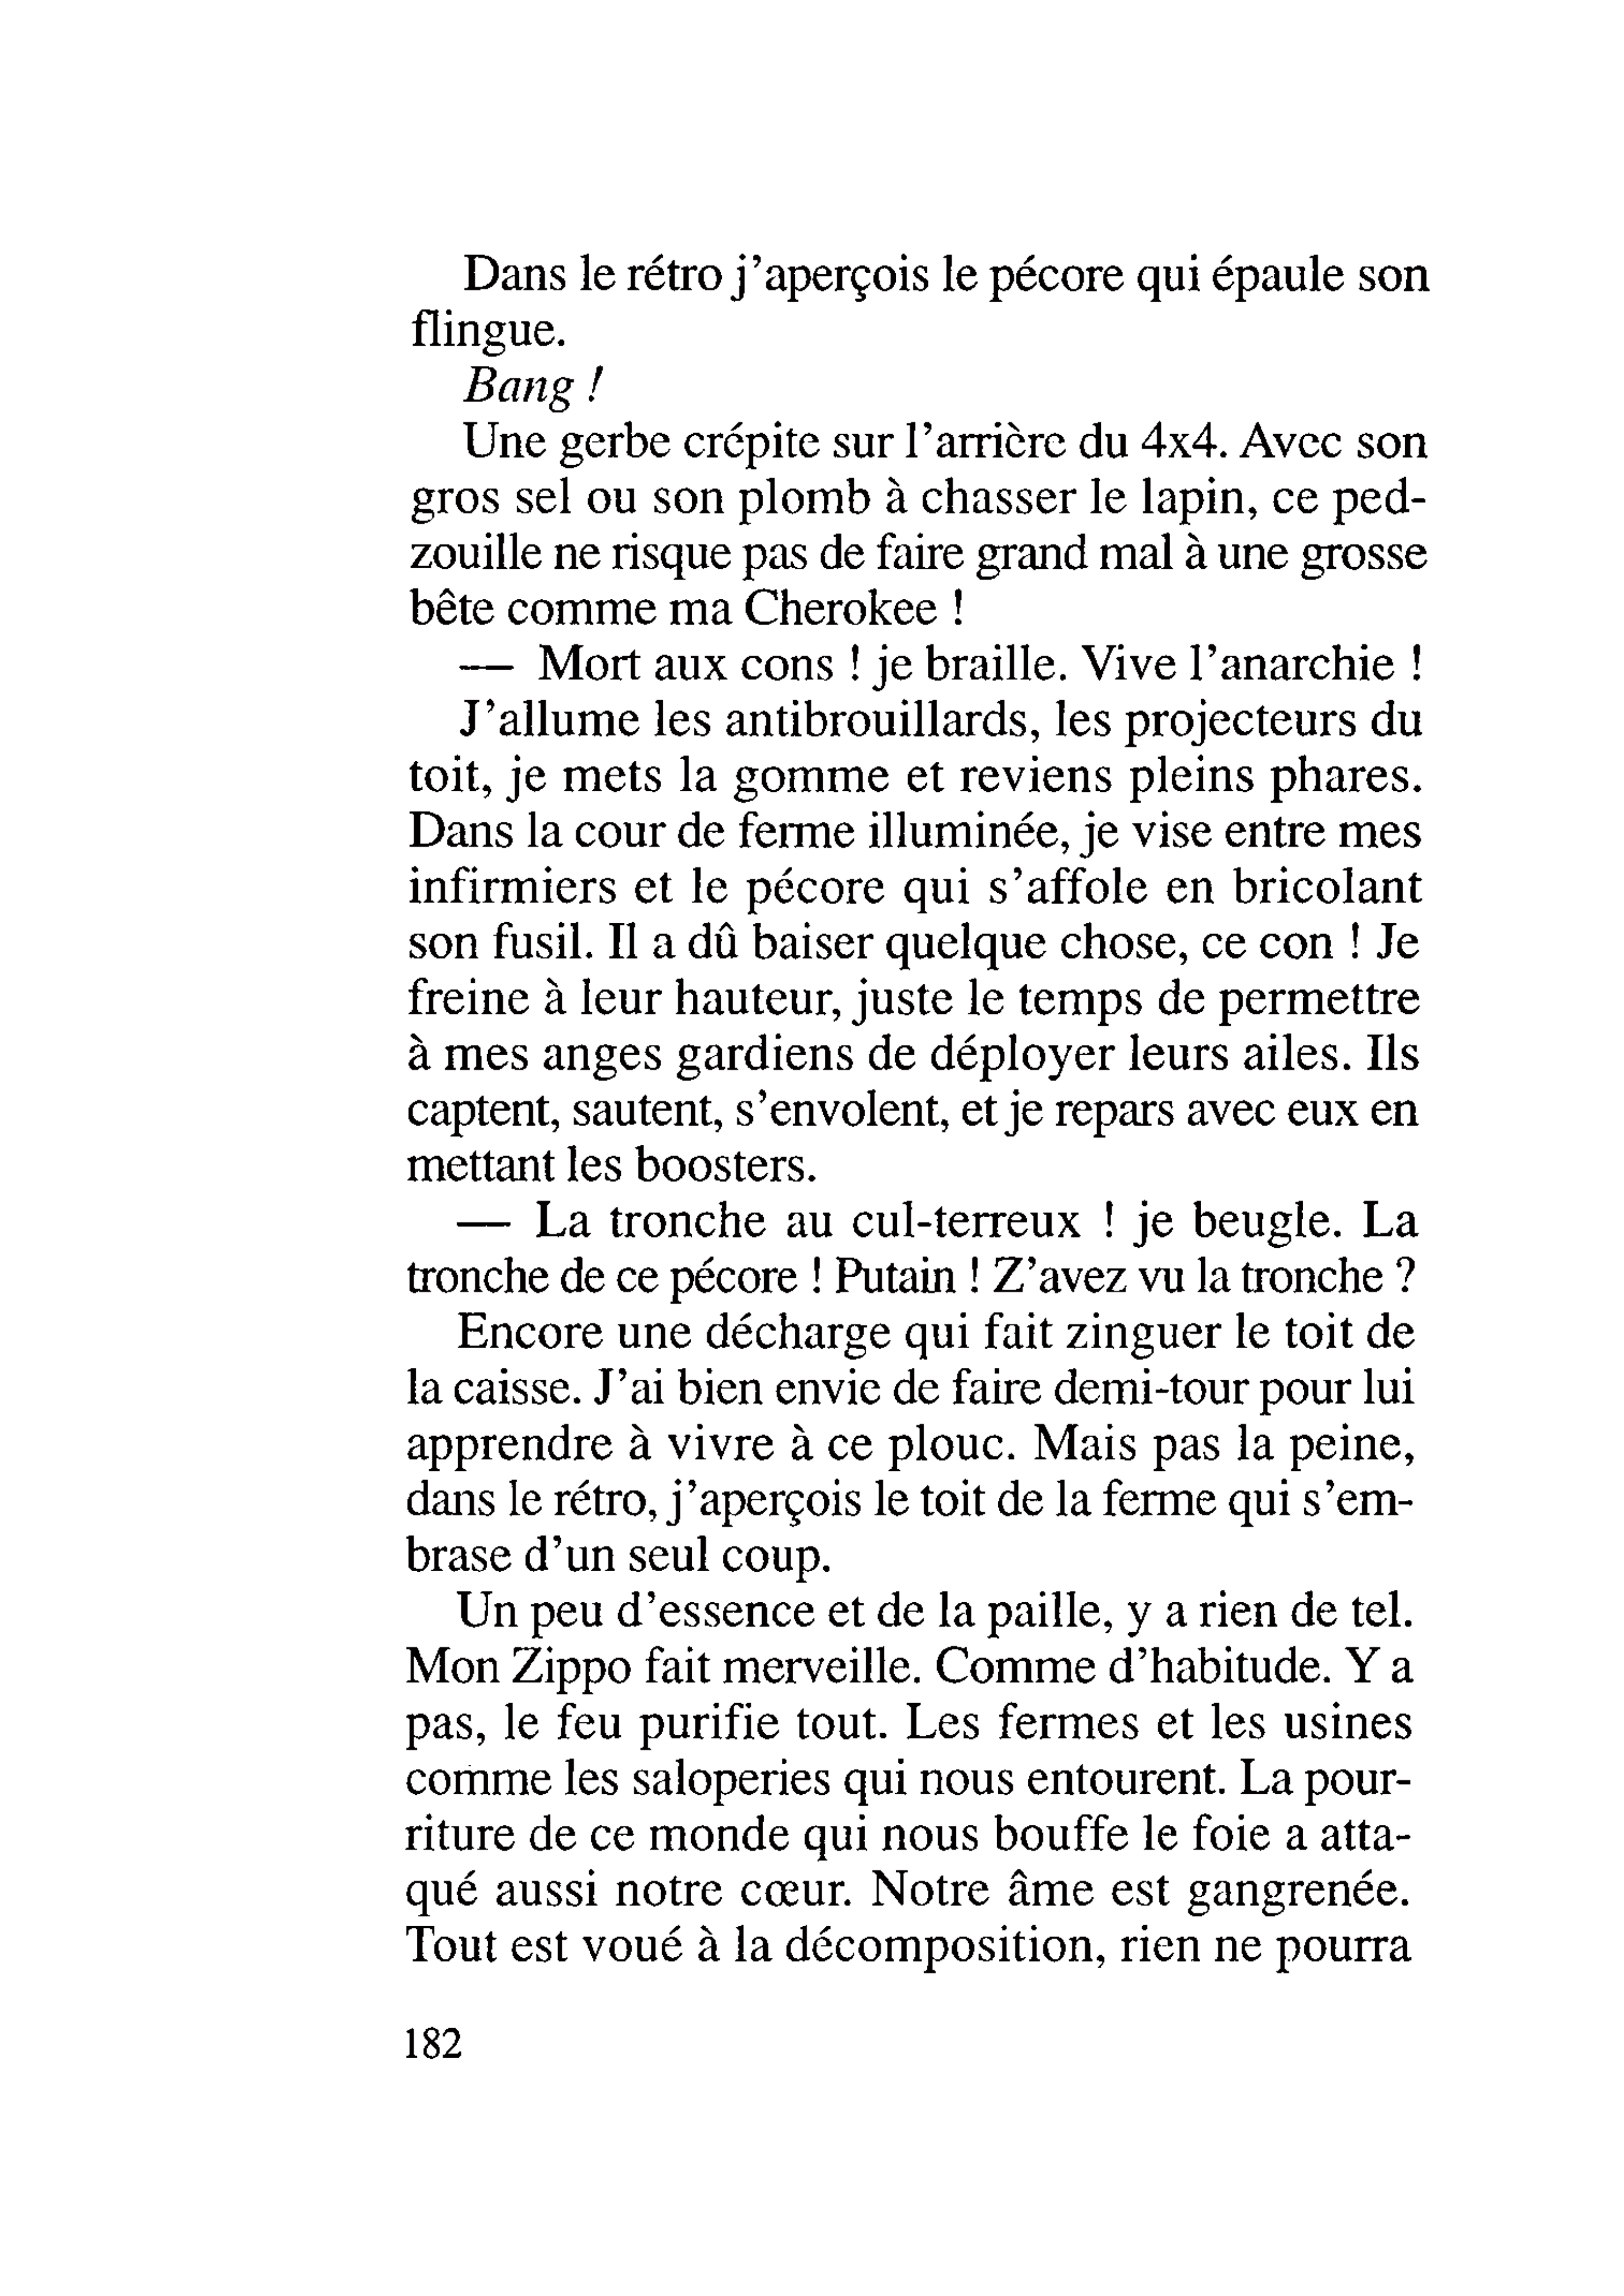 Dans le rétro j'aperçois le pécore qui épaule son
flingue.
Bang !
Une gerbe crépite sur l'arrière du 4x4. Avec son
gros sel ou son plomb à chasser le lapin, ce ped-
zouille ne risque pas de faire grand mal à une grosse
bête comme ma Cherokee !
— Mort aux cons ! je braille. Vive l'anarchie !
J'allume les antibrouillards, les projecteurs du
toit, je mets la gomme et reviens pleins phares.
Dans la cour de ferme illuminée, je vise entre mes
infirmiers et le pécore qui s'affole en bricolant
son fusil. Il a dû baiser quelque chose, ce con ! Je
freine à leur hauteur, juste le temps de permettre
à mes anges gardiens de déployer leurs ailes. Ils
captent, sautent, s'envolent, et je repars avec eux en
mettant les boosters.
— La tronche au cul-terreux ! je beugle. La
tronche de ce pécore ! Putain ! Z'avez vu la tronche ?
Encore une décharge qui fait zinguer le toit de
la caisse. J'ai bien envie de faire demi-tour pour lui
apprendre à vivre à ce plouc. Mais pas la peine,
dans le rétro, j'aperçois le toit de la ferme qui s'em-
brase d'un seul coup.
Un peu d'essence et de la paille, y a rien de tel.
Mon Zippo fait merveille. Comme d'habitude. Y a
pas, le feu purifie tout. Les fermes et les usines
comme les saloperies qui nous entourent. La pour-
riture de ce monde qui nous bouffe le foie a atta-
qué aussi notre cœur. Notre âme est gangrenée.
Tout est voué à la décomposition, rien ne pourra
182